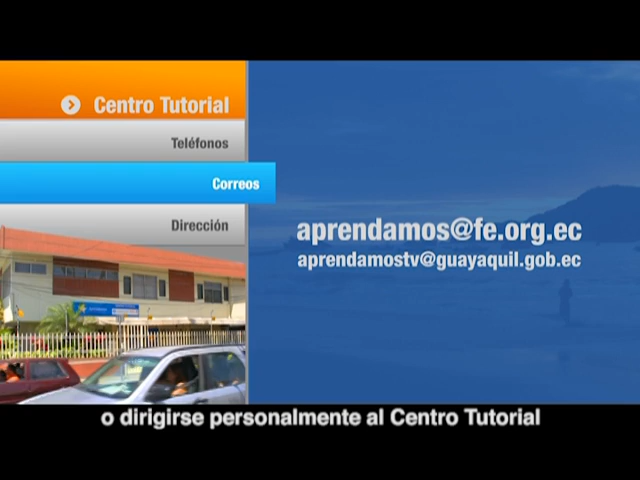 Centro Tutorial
Teléfonos
Correos
Dirección
aprendamos@fe.org.ec
aprendamostv@guayaquil.gob.ec
o dirigirse personalmente al Centro Tutorial